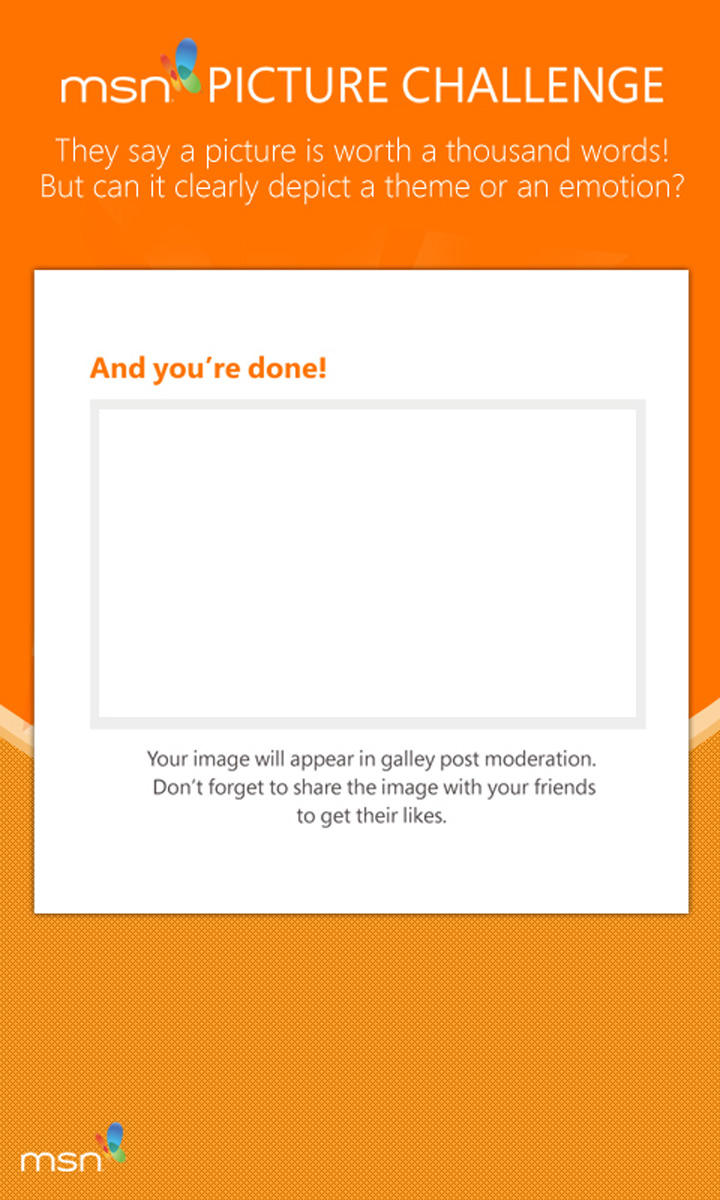 msn PICTURE CHALLENGE
They say a picture is worth a thousand words!
But can it clearly depict a theme or an emotion?
And you're done!
Your image will appear in galley post moderation.
Don't forget to share the image with your friends
to get their likes.
msn